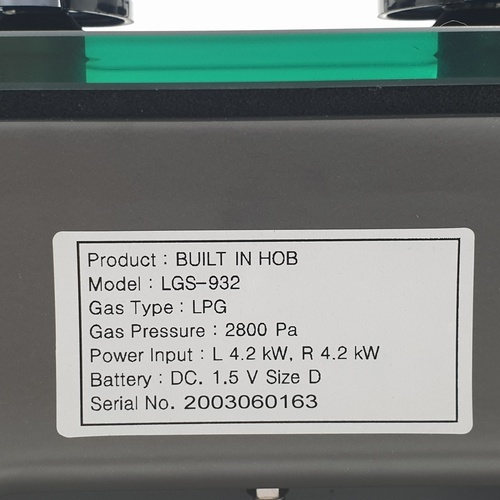 Product : BUILT IN HOB
Model : LGS-932
Gas Type : LPG
Gas Pressure : 2800 Pa
Power Input : L 4.2 kW, R 4.2 kW
Battery : DC. 1.5 V Size D
Serial No. 2003060163